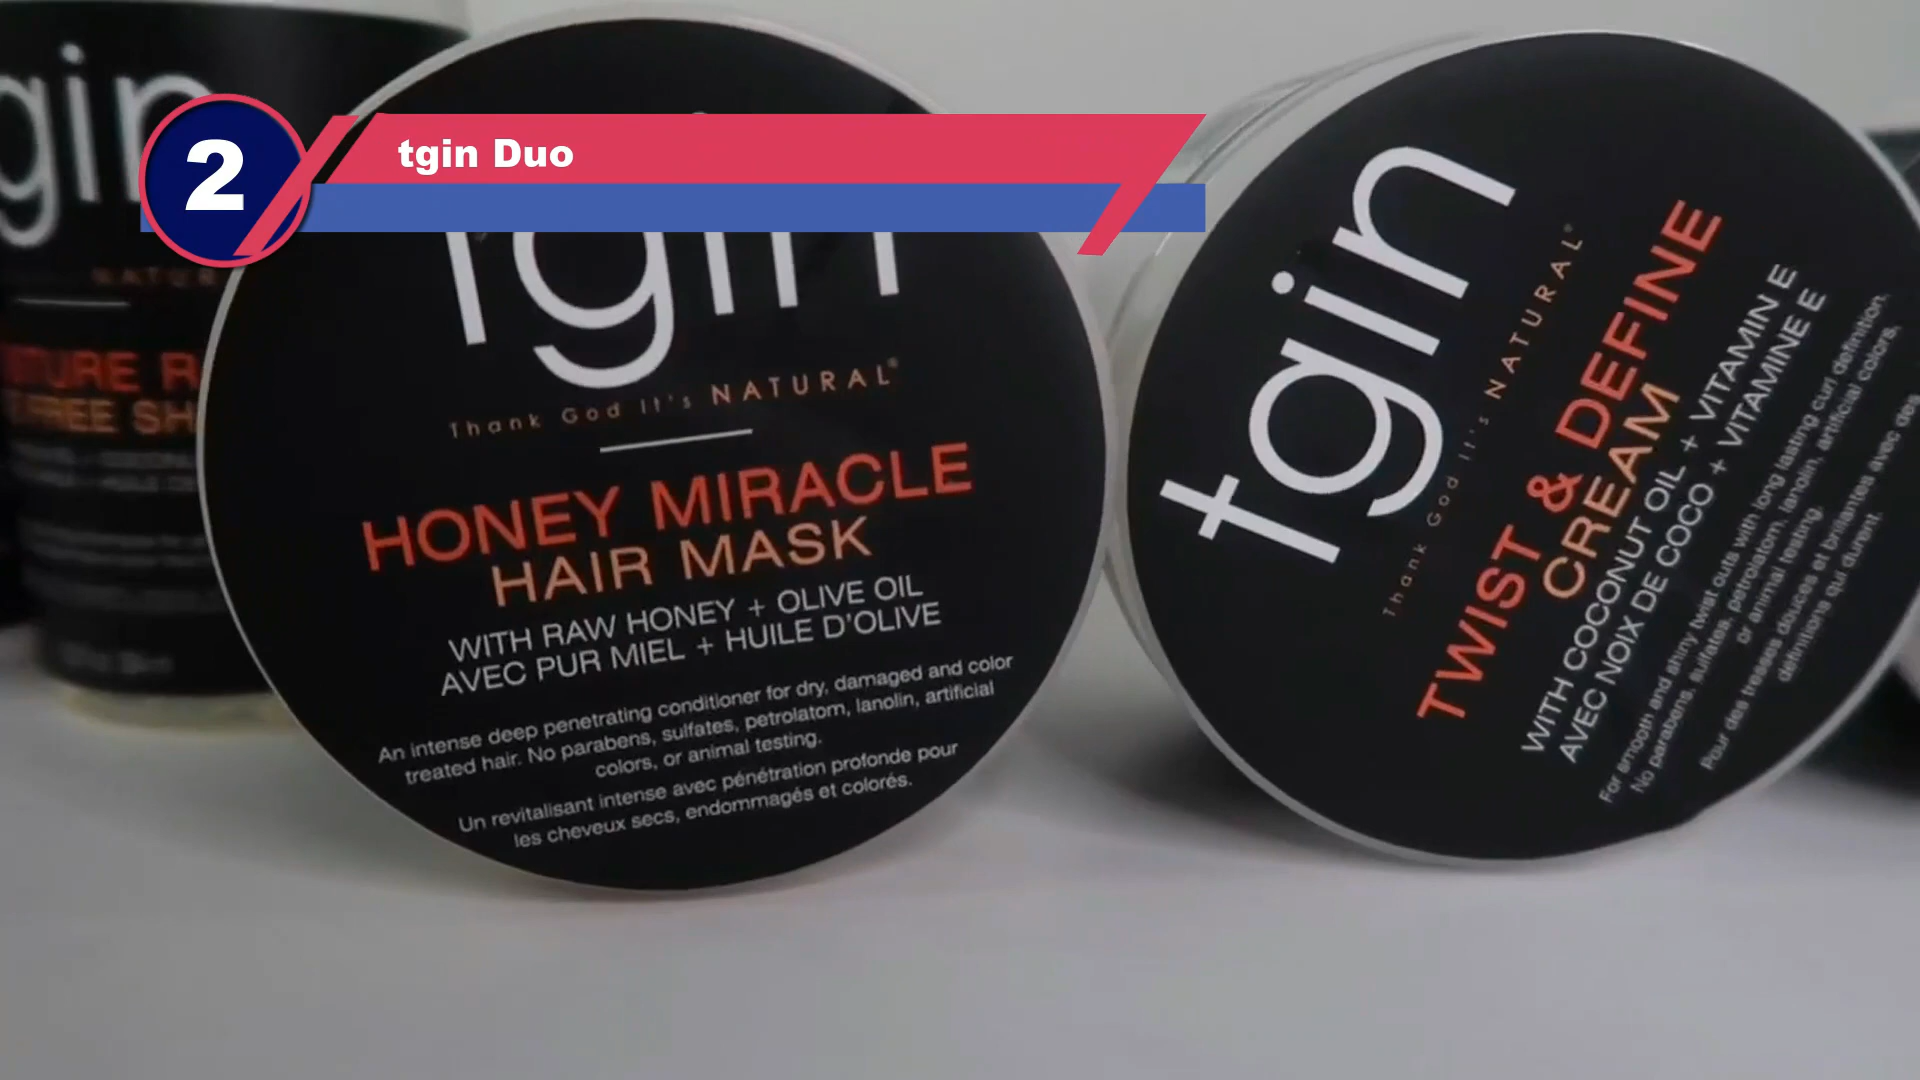 2
tgin Duo
gin
NATUR
TURE R
FREE SH
tgin
Thank God It's NATURAL®
HONEY MIRACLE
HAIR MASK
WITH RAW HONEY + OLIVE OIL
AVEC PUR MIEL + HUILE D'OLIVE
An intense deep penetrating conditioner for dry, damaged and color
treated hair. No parabens, sulfates, petrolatom, lanolin, artificial
colors, or animal testing.
Un revitalisant intense avec pénétration profonde pour
les cheveux secs, endommagés et colorés.
tgin
Thank God It's NATURAL®
TWIST & DEFINE
CREAM
WITH COCONUT OIL + VITAMIN E
AVEC NOIX DE COCO + VITAMINE E
For smooth and shiny twist outs with long lasting curl definition.
No parabens, sulfates, petrolatom, lanolin, artificial colors,
or animal testing.
Pour des tresses douces et brillantes avec des
définitions qui durent.